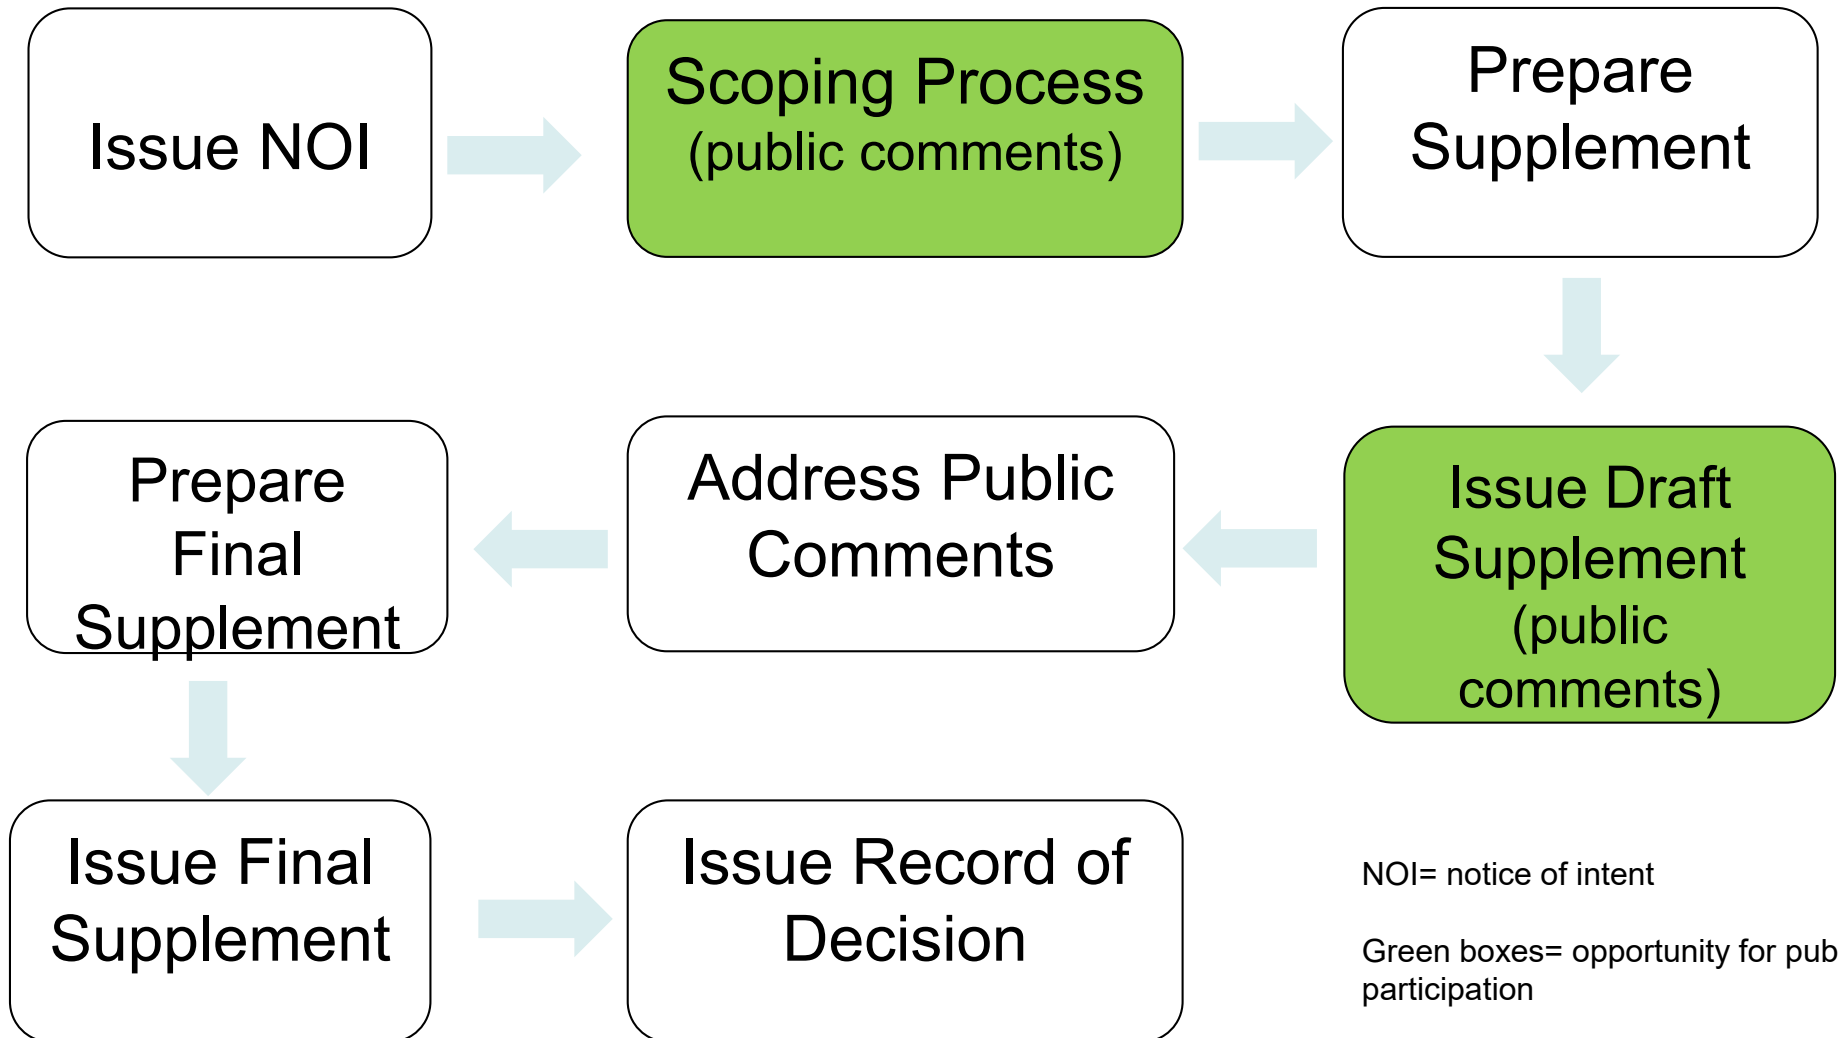 Issue NOI
Scoping Process
(public comments)
Prepare
Supplement
Prepare
Final
Supplement
Address Public
Comments
Issue Draft
Supplement
(public
comments)
Issue Final
Supplement
Issue Record of
Decision
NOI= notice of intent
Green boxes= opportunity for pub
participation